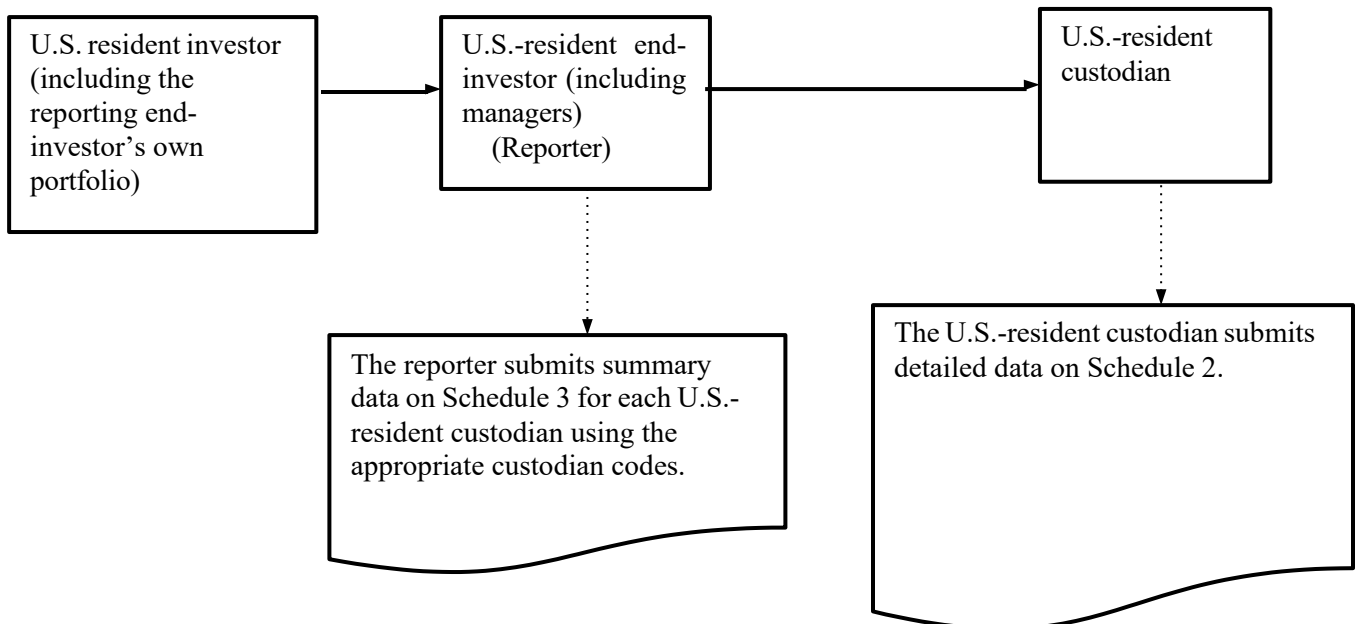 U.S. resident investor
(including the
reporting end-
investor’s own
portfolio)
U.S.-resident end-
investor (including
managers)
(Reporter)
U.S.-resident
custodian
The reporter submits summary
data on Schedule 3 for each U.S.-
resident custodian using the
appropriate custodian codes.
The U.S.-resident custodian submits
detailed data on Schedule 2.